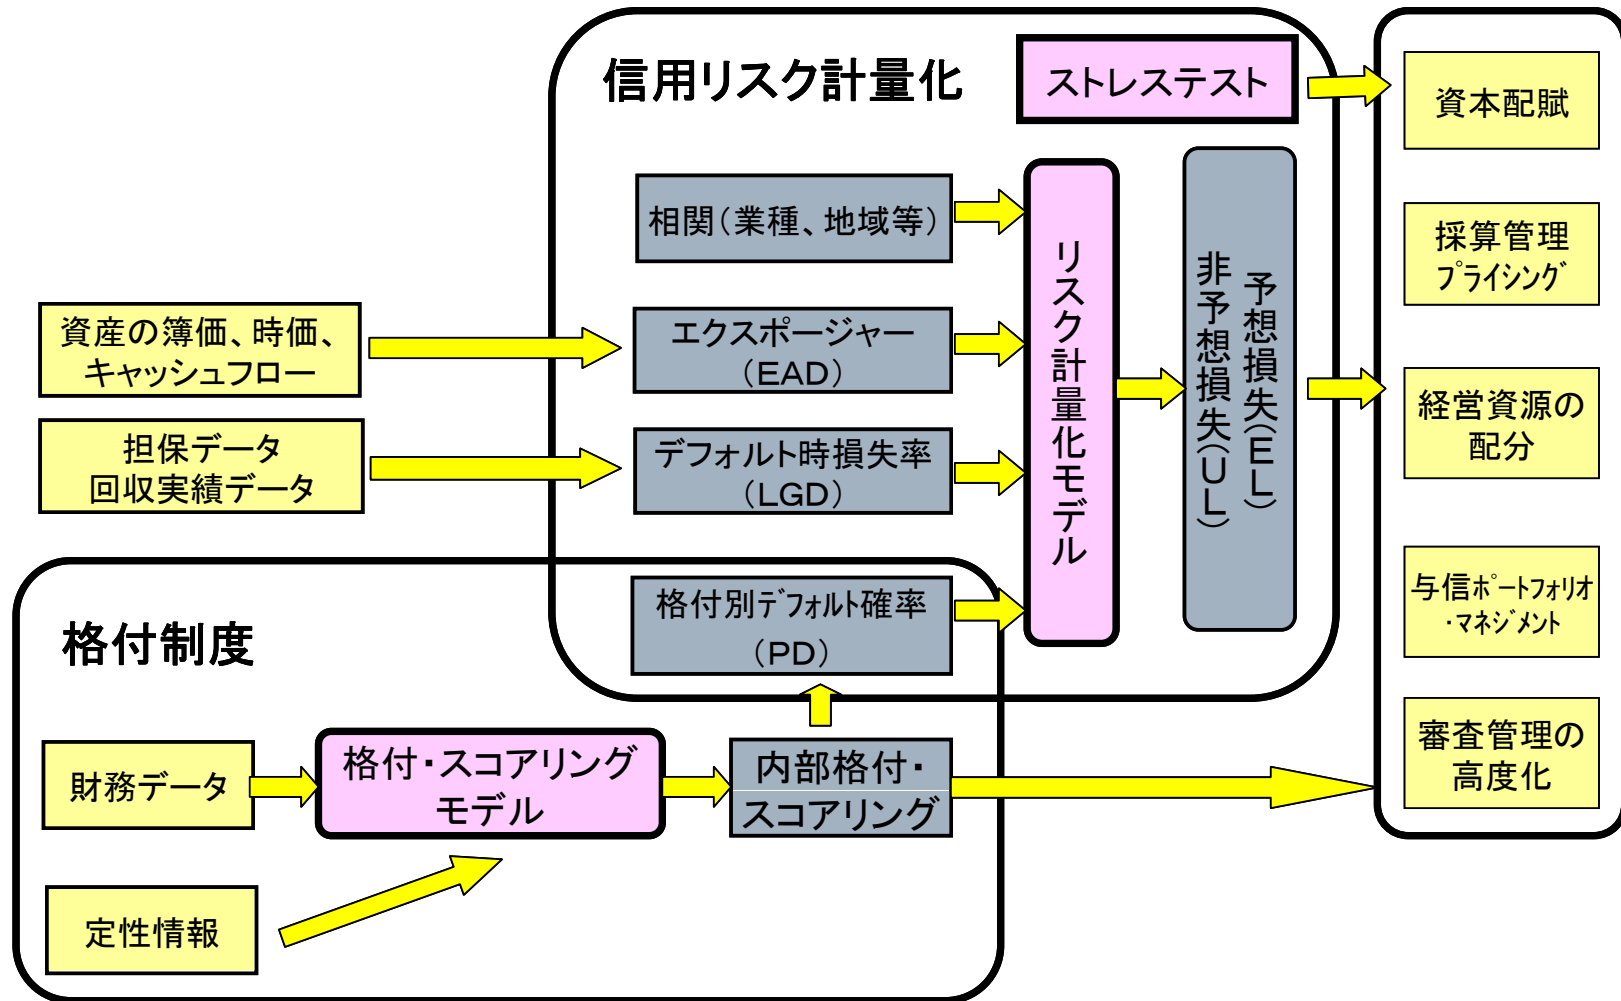 信用リスク計量化
ストレステスト
相関（業種、地域等）
エクスポージャー
（ＥＡＤ）
デフォルト時損失率
（ＬＧＤ）
格付別ﾃﾞﾌｫﾙﾄ確率
（ＰＤ）
リスク計量化モデル
予想損失（ＥＬ）
非予想損失（ＵＬ）
資産の簿価、時価、
キャッシュフロー
担保データ
回収実績データ
格付制度
財務データ
定性情報
格付・スコアリング
モデル
内部格付・
スコアリング
資本配賦
採算管理
ﾌﾟﾗｲｼﾝｸﾞ
経営資源の
配分
与信ﾎﾟｰﾄﾌｫﾘｵ
・ﾏﾈｼﾞﾒﾝﾄ
審査管理の
高度化